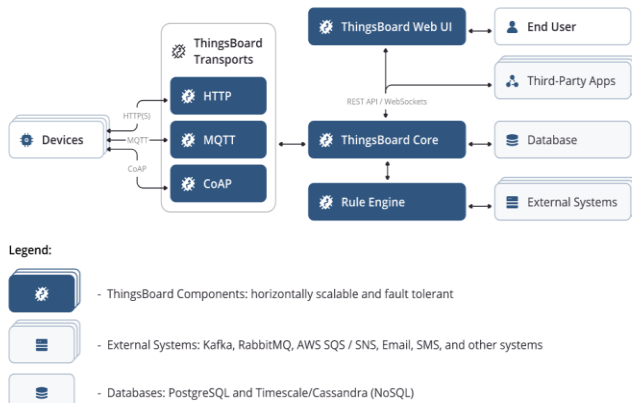 ThingsBoard
Transports
HTTP
MQTT
CoAP
Devices
HTTP(S)
MQTT
CoAP
ThingsBoard Web UI
End User
Third-Party Apps
REST API / WebSockets
ThingsBoard Core
Database
Rule Engine
External Systems
Legend:
- ThingsBoard Components: horizontally scalable and fault tolerant
- External Systems: Kafka, RabbitMQ, AWS SQS / SNS, Email, SMS, and other systems
- Databases: PostgreSQL and Timescale/Cassandra (NoSQL)